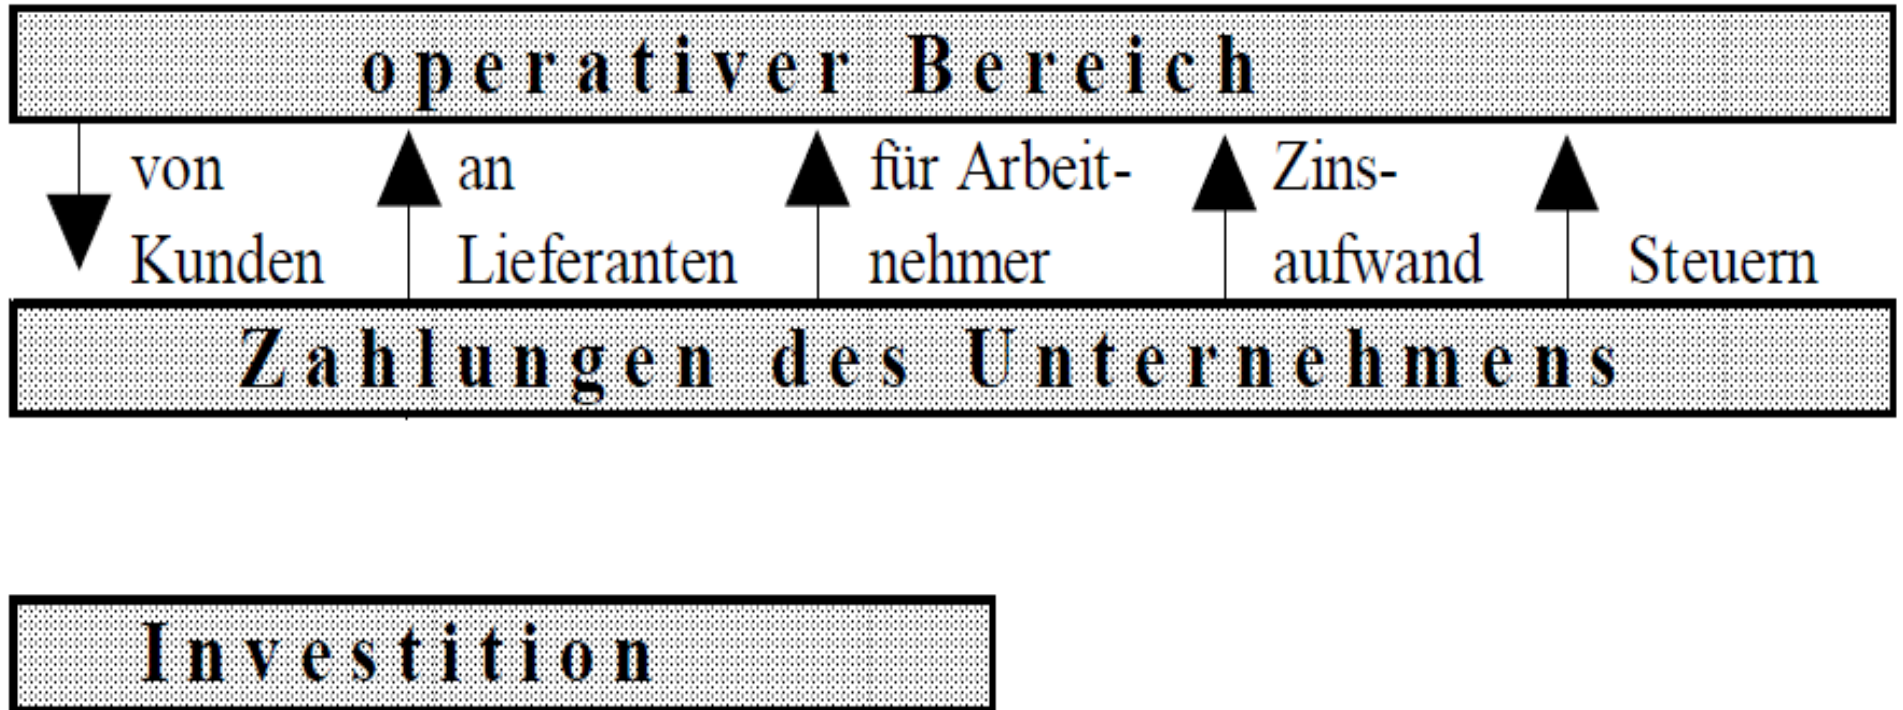 operativer Bereich
von an für Arbeit- Zins-
Kunden Lieferanten nehmer aufwand Steuern
Zahlungen des Unternehmens
Investition